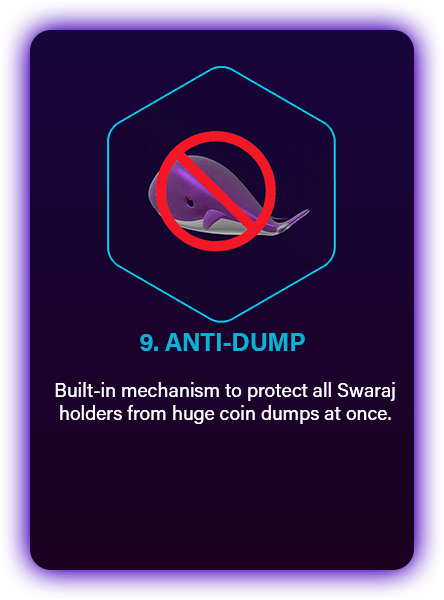 9. ANTI-DUMP
Built-in mechanism to protect all Swaraj
holders from huge coin dumps at once.